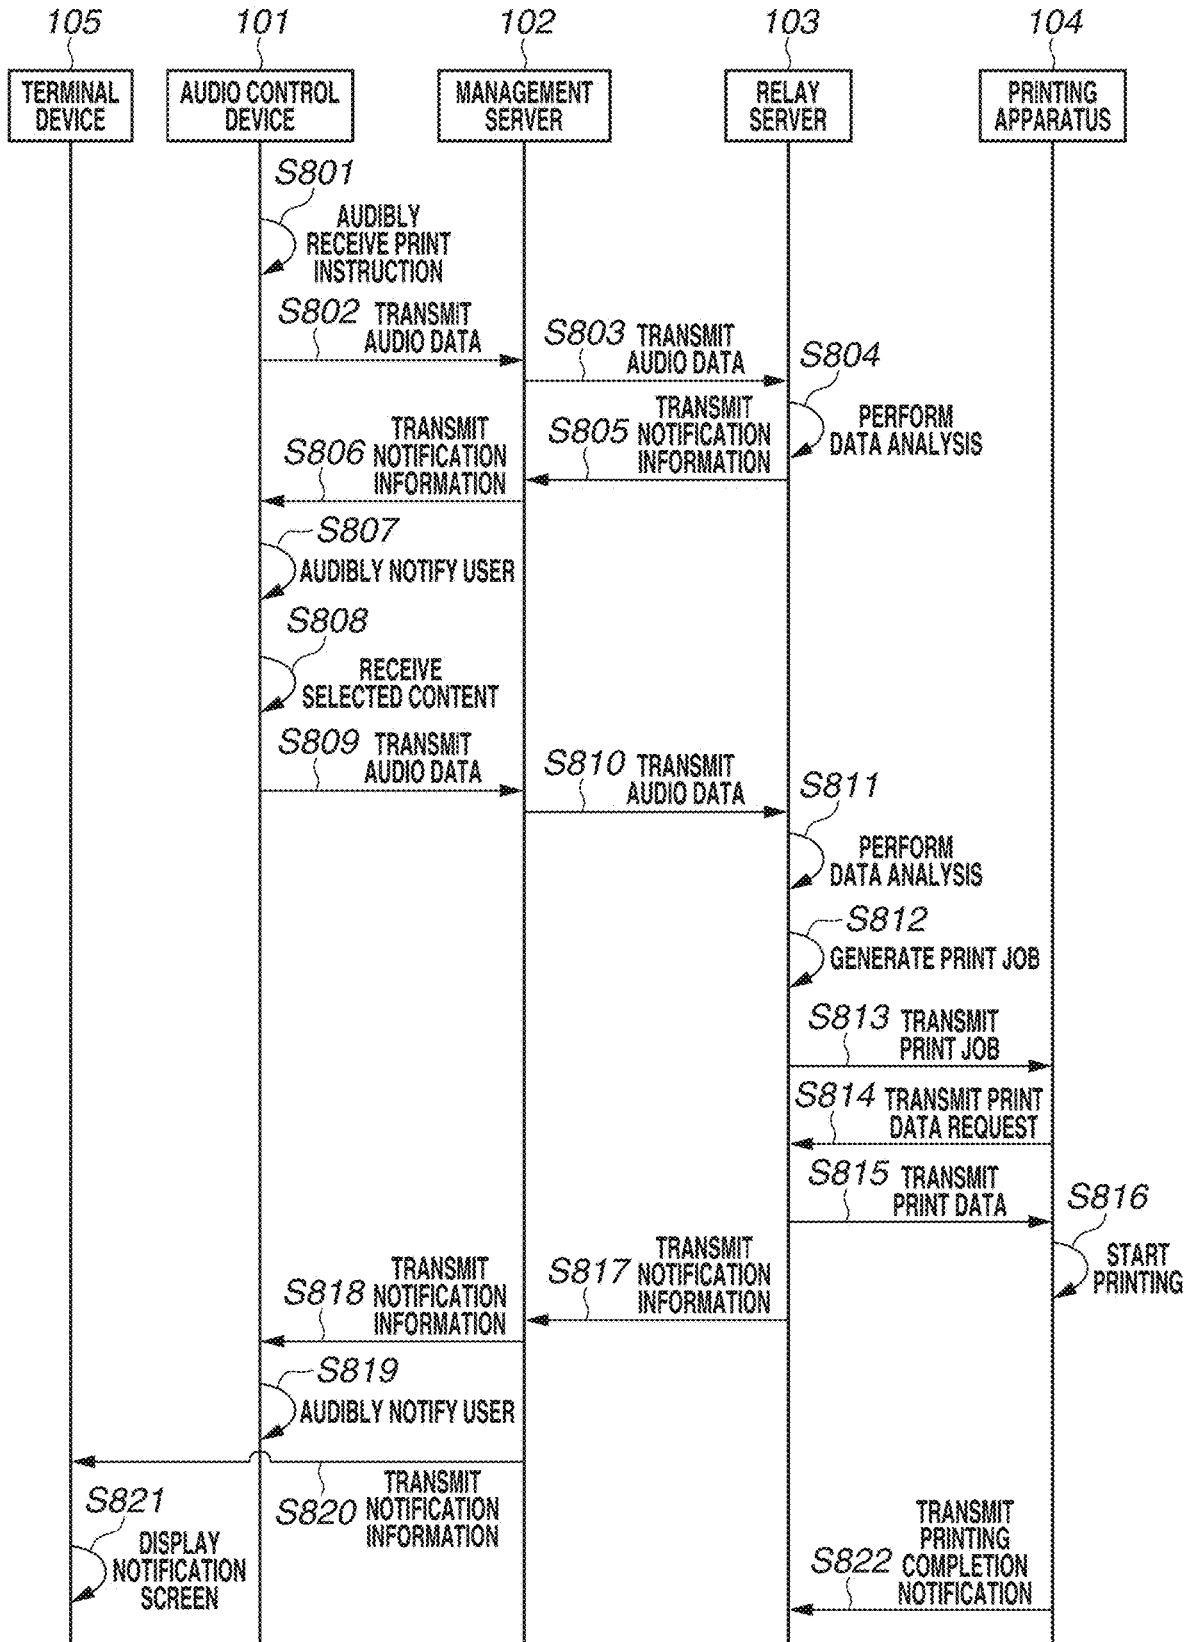 105
101
102
103
104
TERMINAL
DEVICE
AUDIO CONTROL
DEVICE
MANAGEMENT
SERVER
RELAY
SERVER
PRINTING
APPARATUS
S801
AUDIBLY
RECEIVE PRINT
INSTRUCTION
S802
TRANSMIT
AUDIO DATA
S803
TRANSMIT
AUDIO DATA
S804
PERFORM
DATA ANALYSIS
S805
TRANSMIT
NOTIFICATION
INFORMATION
S806
TRANSMIT
NOTIFICATION
INFORMATION
S807
AUDIBLY NOTIFY USER
S808
RECEIVE
SELECTED CONTENT
S809
TRANSMIT
AUDIO DATA
S810
TRANSMIT
AUDIO DATA
S811
PERFORM
DATA ANALYSIS
S812
GENERATE PRINT JOB
S813
TRANSMIT
PRINT JOB
S814
TRANSMIT PRINT
DATA REQUEST
S815
TRANSMIT
PRINT DATA
S816
START
PRINTING
S817
TRANSMIT
NOTIFICATION
INFORMATION
S818
TRANSMIT
NOTIFICATION
INFORMATION
S819
AUDIBLY NOTIFY USER
S820
TRANSMIT
NOTIFICATION
INFORMATION
S821
DISPLAY
NOTIFICATION
SCREEN
S822
TRANSMIT
PRINTING
COMPLETION
NOTIFICATION